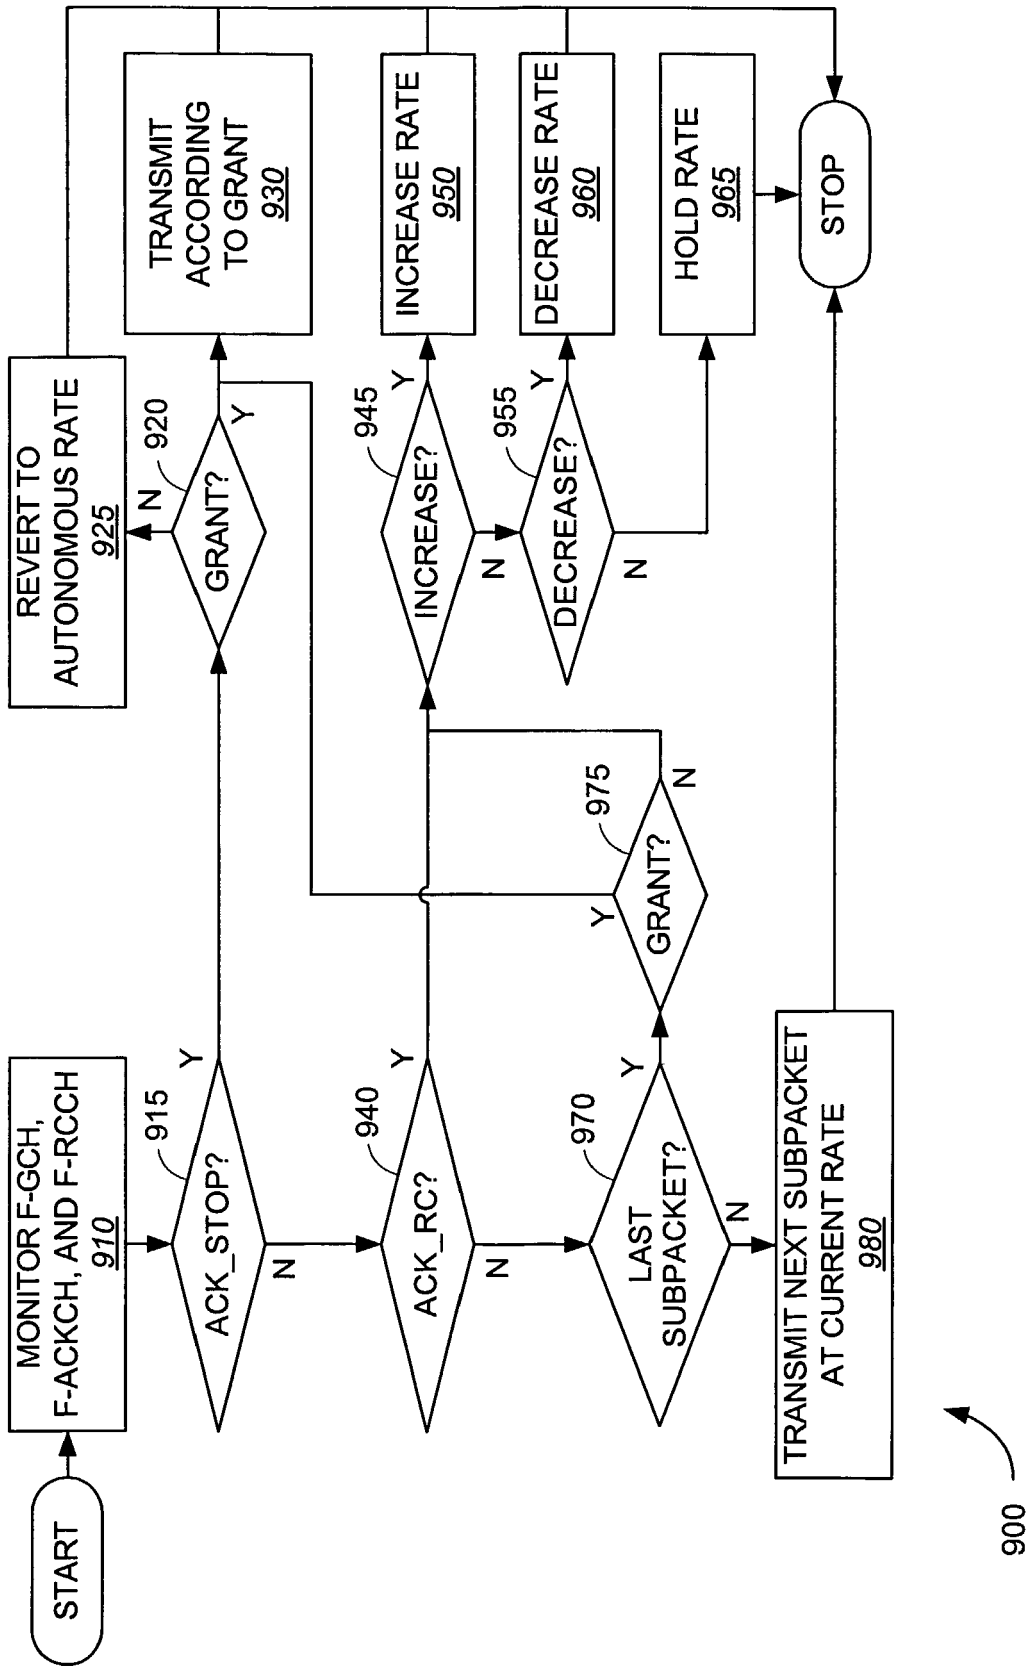 START
MONITOR F-GCH,
F-ACKCH, AND F-RCCH
910
REVERT TO
AUTONOMOUS RATE
925
ACK_STOP?
915
Y
N
GRANT?
920
N
Y
TRANSMIT
ACCORDING
TO GRANT
930
ACK_RC?
940
Y
N
INCREASE?
945
Y
N
INCREASE RATE
950
DECREASE?
955
Y
N
DECREASE RATE
960
LAST
SUBPACKET?
970
Y
N
GRANT?
975
Y
N
HOLD RATE
965
TRANSMIT NEXT SUBPACKET
AT CURRENT RATE
980
STOP
900